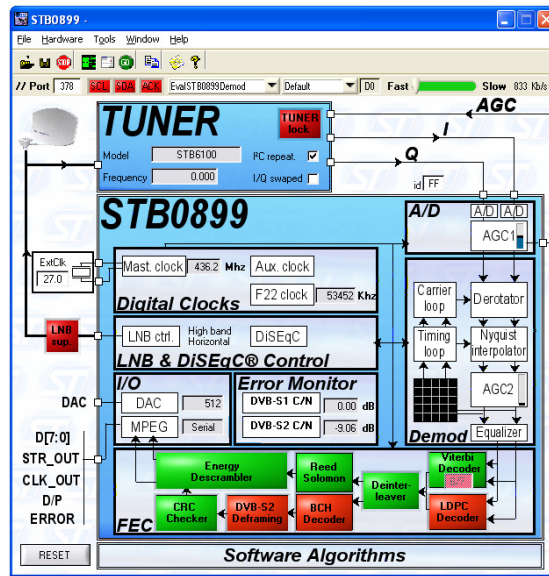 STB0899 -
File Hardware Tools Window Help
STOP GO
// Port 378 SCL SDA ACK EvalSTB0899Demod Default D0 Fast Slow 833 Kb/s
TUNER
TUNER lock
AGC
I
Q
Model STB6100 I²C repeat.
Frequency 0.000 I/Q swaped
id FF
STB0899
A/D
A/D A/D
AGC1
ExtClk
27.0
Mast. clock 436.2 Mhz Aux. clock
F22 clock 53452 Khz
Digital Clocks
Carrier loop
Derotator
Timing loop
Nyquist interpolator
AGC2
Equalizer
Demod
LNB sup.
LNB ctrl. High band Horizontal DiSEqC
LNB & DiSEqC® Control
I/O
DAC
DAC 512
MPEG Serial
Error Monitor
DVB-S1 C/N 0.00 dB
DVB-S2 C/N -9.06 dB
D[7:0]
STR_OUT
CLK_OUT
D/P
ERROR
Energy Descrambler
Reed Solomon
Deinter-leaver
Viterbi Decoder
6/7
CRC Checker
DVB-S2 Deframing
BCH Decoder
LDPC Decoder
FEC
RESET
Software Algorithms